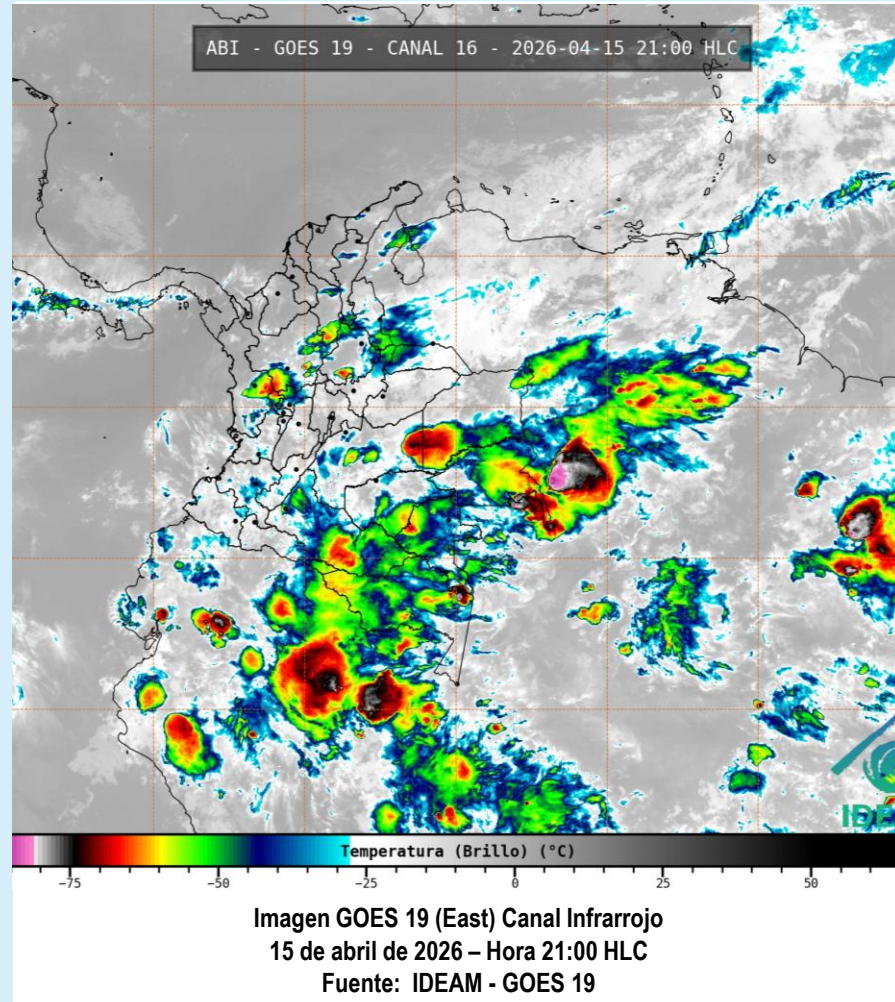 ABI - GOES 19 - CANAL 16 - 2026-04-15 21:00 HLC
Temperatura (Brillo) (°C)
−75 −50 −25 0 25 50
Imagen GOES 19 (East) Canal Infrarrojo
15 de abril de 2026 – Hora 21:00 HLC
Fuente: IDEAM - GOES 19